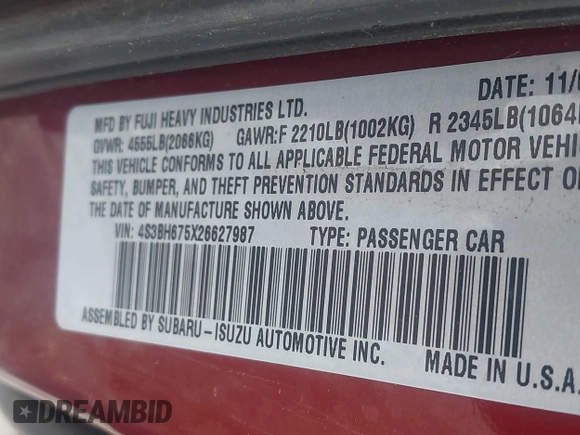 DATE: 11/0
MFD BY FUJI HEAVY INDUSTRIES LTD.
GVWR: 4555LB(2066KG) GAWR:F 2210LB(1002KG) R 2345LB(1064
THIS VEHICLE CONFORMS TO ALL APPLICABLE FEDERAL MOTOR VEHIC
SAFETY, BUMPER, AND THEFT PREVENTION STANDARDS IN EFFECT O
THE DATE OF MANUFACTURE SHOWN ABOVE.
VIN: 4S3BH675X26627987 TYPE: PASSENGER CAR
ASSEMBLED BY SUBARU-ISUZU AUTOMOTIVE INC. MADE IN U.S.A.
DREAMBID